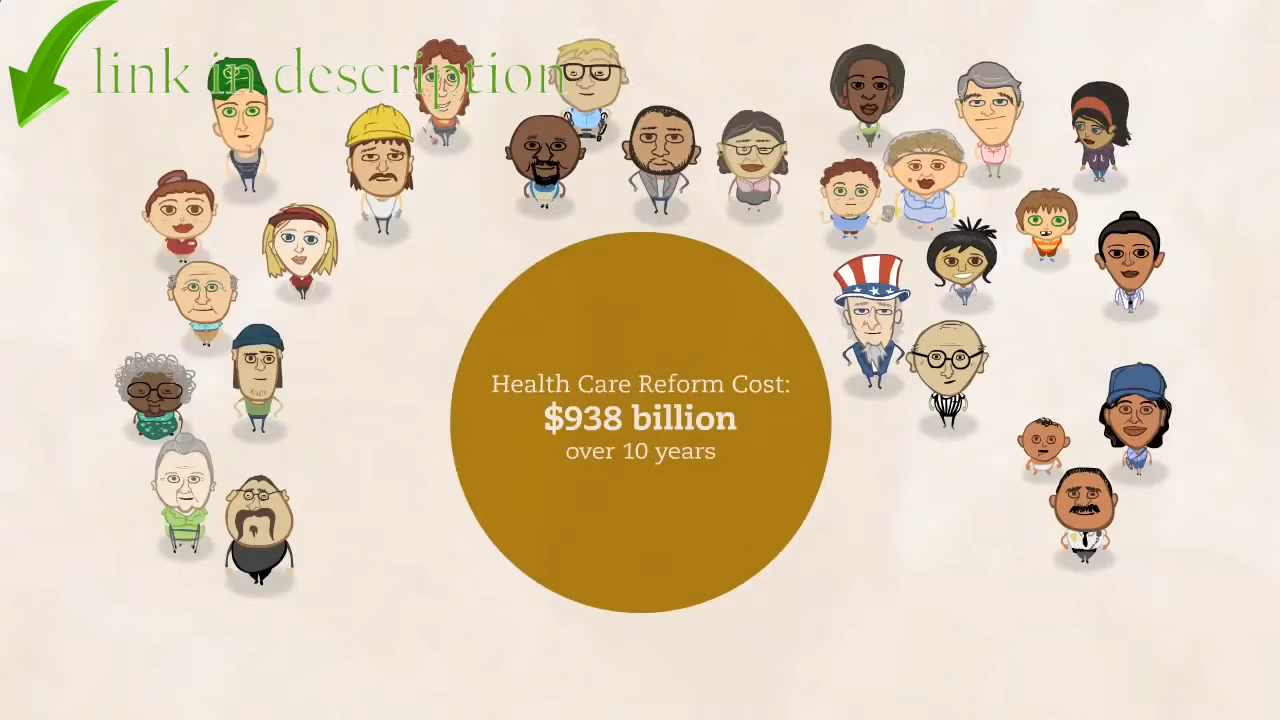 link in description
Health Care Reform Cost:
$938 billion
over 10 years